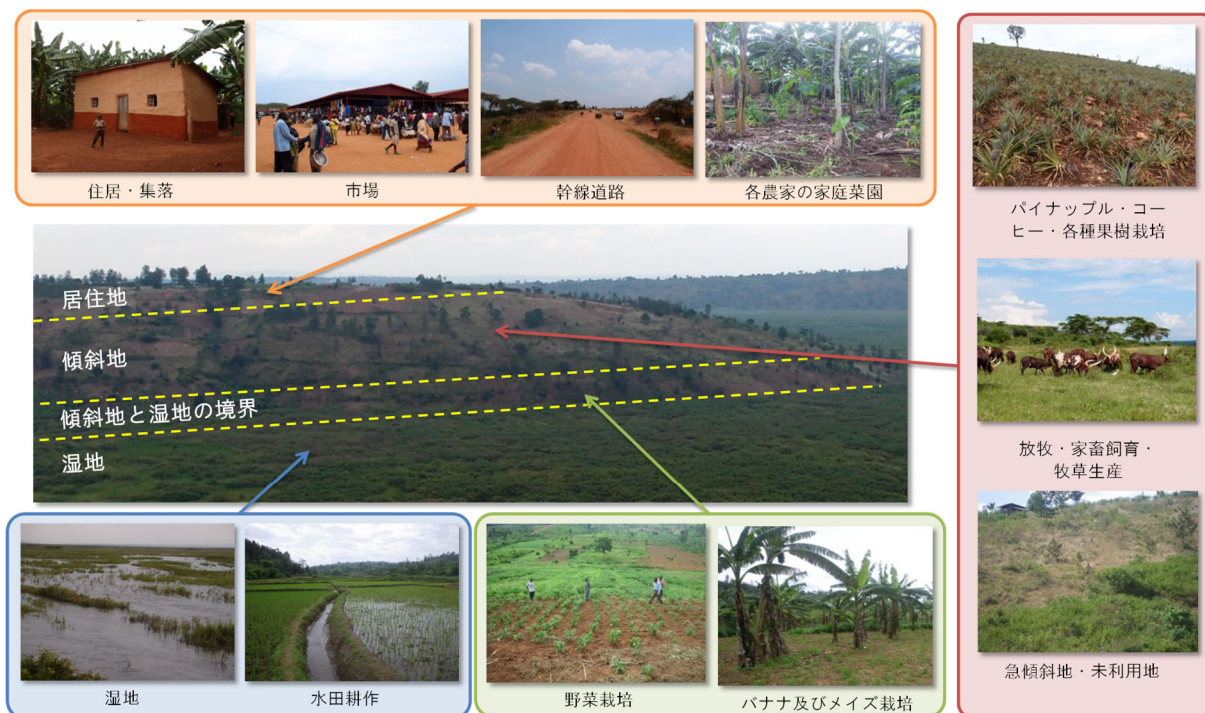 住居・集落
市場
幹線道路
各農家の家庭菜園
パイナップル・コー
ヒー・各種果樹栽培
居住地
傾斜地
傾斜地と湿地の境界
湿地
放牧・家畜飼育・
牧草生産
急傾斜地・未利用地
湿地
水田耕作
野菜栽培
バナナ及びメイズ栽培